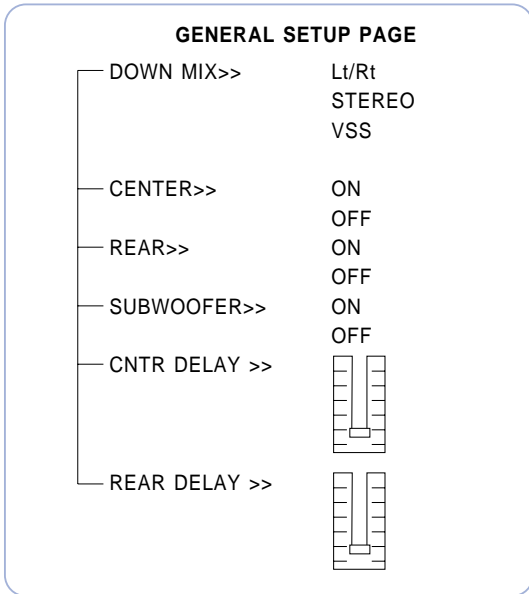 GENERAL SETUP PAGE
DOWN MIX>> Lt/Rt
STEREO
VSS
CENTER>> ON
OFF
REAR>> ON
OFF
SUBWOOFER>> ON
OFF
CNTR DELAY >>
REAR DELAY >>